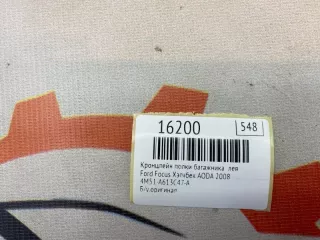 16200
548
Кронштейн полки багажника лев
Ford Focus Хэтчбек AODA 2008
4M51-A613C47-A
Б/у,оригинал